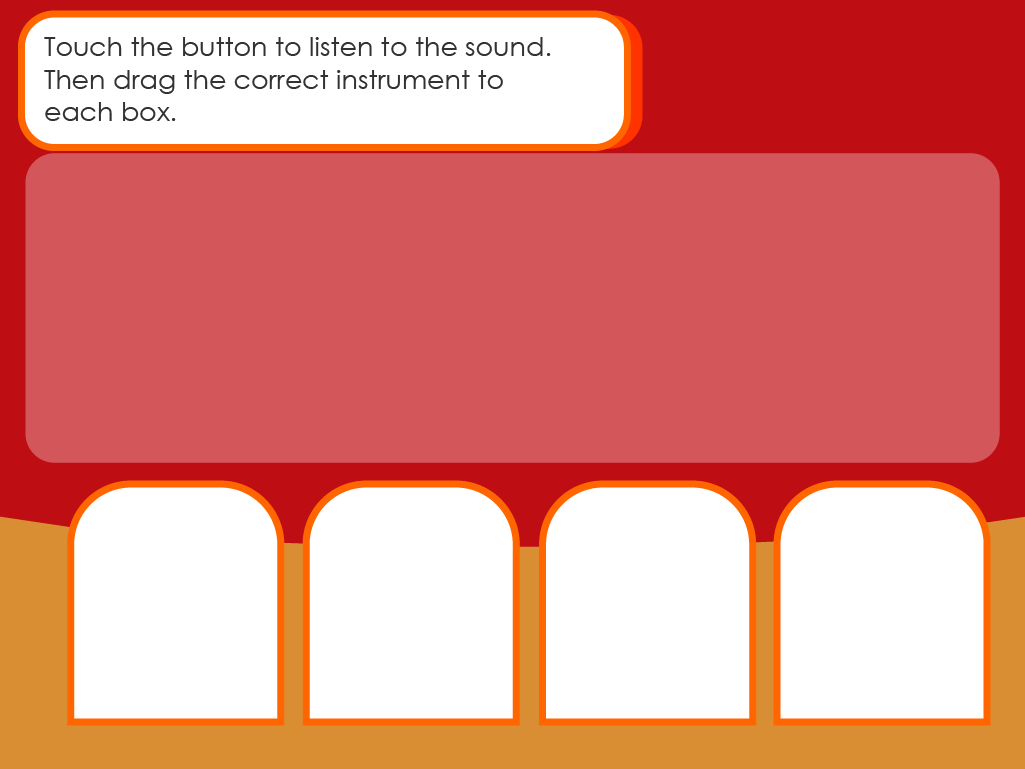 Touch the button to listen to the sound.
Then drag the correct instrument to
each box.